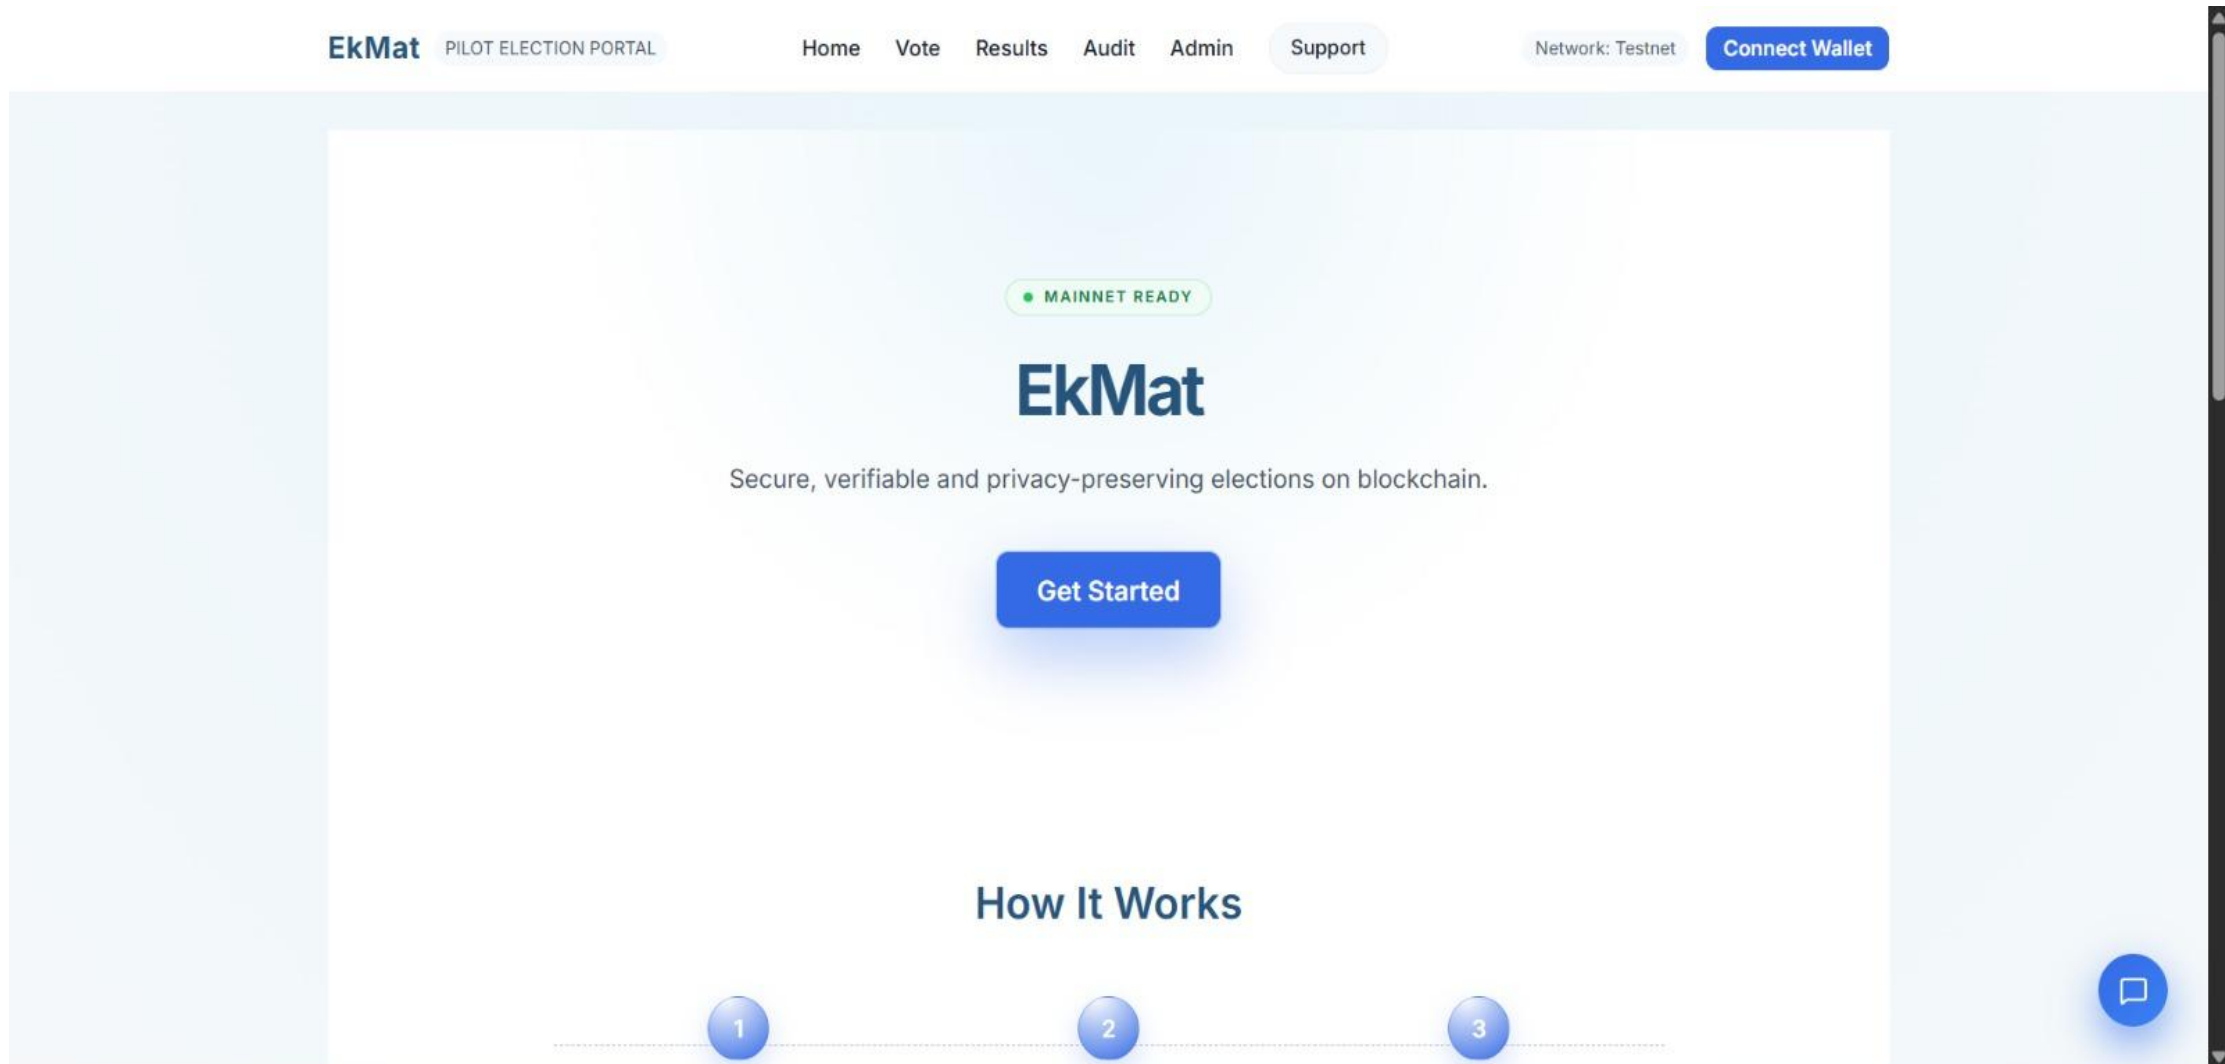 EkMat PILOT ELECTION PORTAL Home Vote Results Audit Admin Support Network: Testnet Connect Wallet
MAINNET READY
EkMat
Secure, verifiable and privacy-preserving elections on blockchain.
Get Started
How It Works
1 2 3